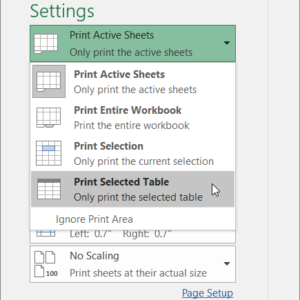 Settings
Print Active Sheets
Only print the active sheets
Print Active Sheets
Only print the active sheets
Print Entire Workbook
Print the entire workbook
Print Selection
Only print the current selection
Print Selected Table
Only print the selected table
Ignore Print Area
Left: 0.7" Right: 0.7"
No Scaling
100
Print sheets at their actual size
Page Setup